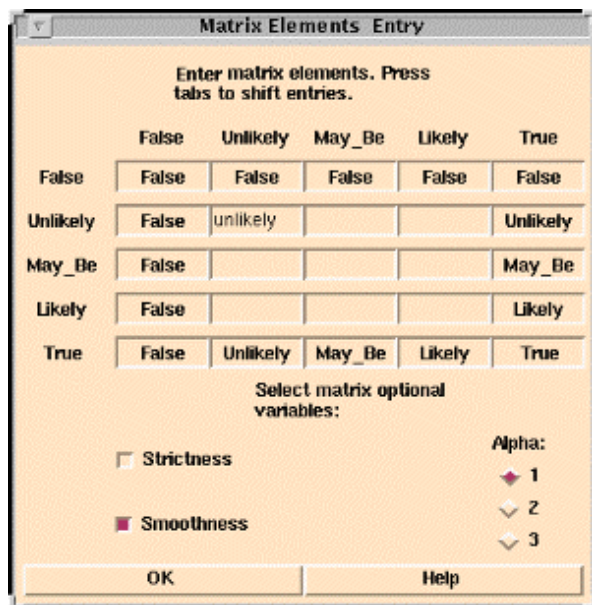 Matrix Elements Entry
Enter matrix elements. Press
tabs to shift entries.
False Unlikely May_Be Likely True
False False False False False False
Unlikely False unlikely Unlikely
May_Be False May_Be
Likely False Likely
True False Unlikely May_Be Likely True
Select matrix optional
variables:
Alpha:
Strictness
1
2
Smoothness
3
OK Help